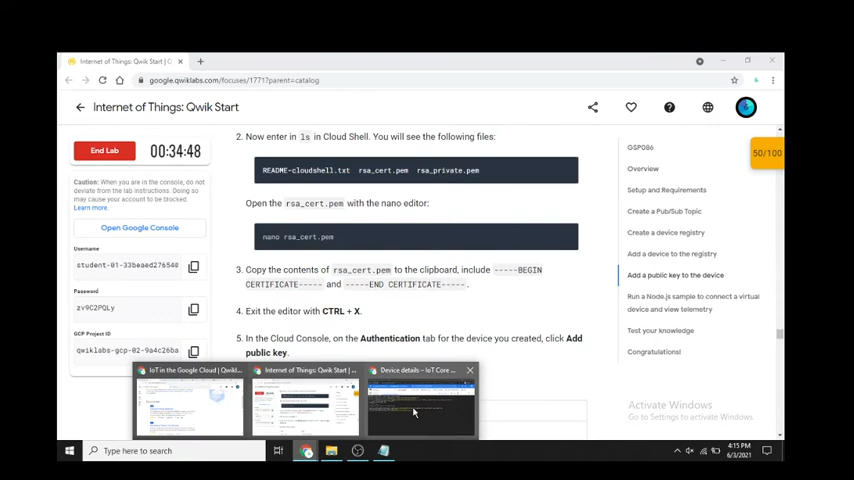 Internet of Things: Qwik Start | Q
google.qwiklabs.com/focuses/1771?parent=catalog
Internet of Things: Qwik Start
End Lab
00:34:48
Caution: When you are in the console, do not
deviate from the lab instructions. Doing so
may cause your account to be blocked.
Learn more.
Open Google Console
Username
student-01-33beaed27654@
Password
zv9C2PQLy
GCP Project ID
qwiklabs-gcp-02-9a4c26ba
2. Now enter in ls in Cloud Shell. You will see the following files:
README-cloudshell.txt rsa_cert.pem rsa_private.pem
Open the rsa_cert.pem with the nano editor:
nano rsa_cert.pem
3. Copy the contents of rsa_cert.pem to the clipboard, include -----BEGIN
CERTIFICATE----- and -----END CERTIFICATE-----.
4. Exit the editor with CTRL + X.
5. In the Cloud Console, on the Authentication tab for the device you created, click Add
public key.
GSP086
Overview
Setup and Requirements
Create a Pub/Sub Topic
Create a device registry
Add a device to the registry
Add a public key to the device
Run a Node.js sample to connect a virtual
device and view telemetry
Test your knowledge
Congratulations!
50/100
Activate Windows
Go to Settings to activate Windows.
IoT in the Google Cloud | Qwikl...
Internet of Things: Qwik Start | ...
Device details – IoT Core ...
Type here to search
4:15 PM
6/3/2021